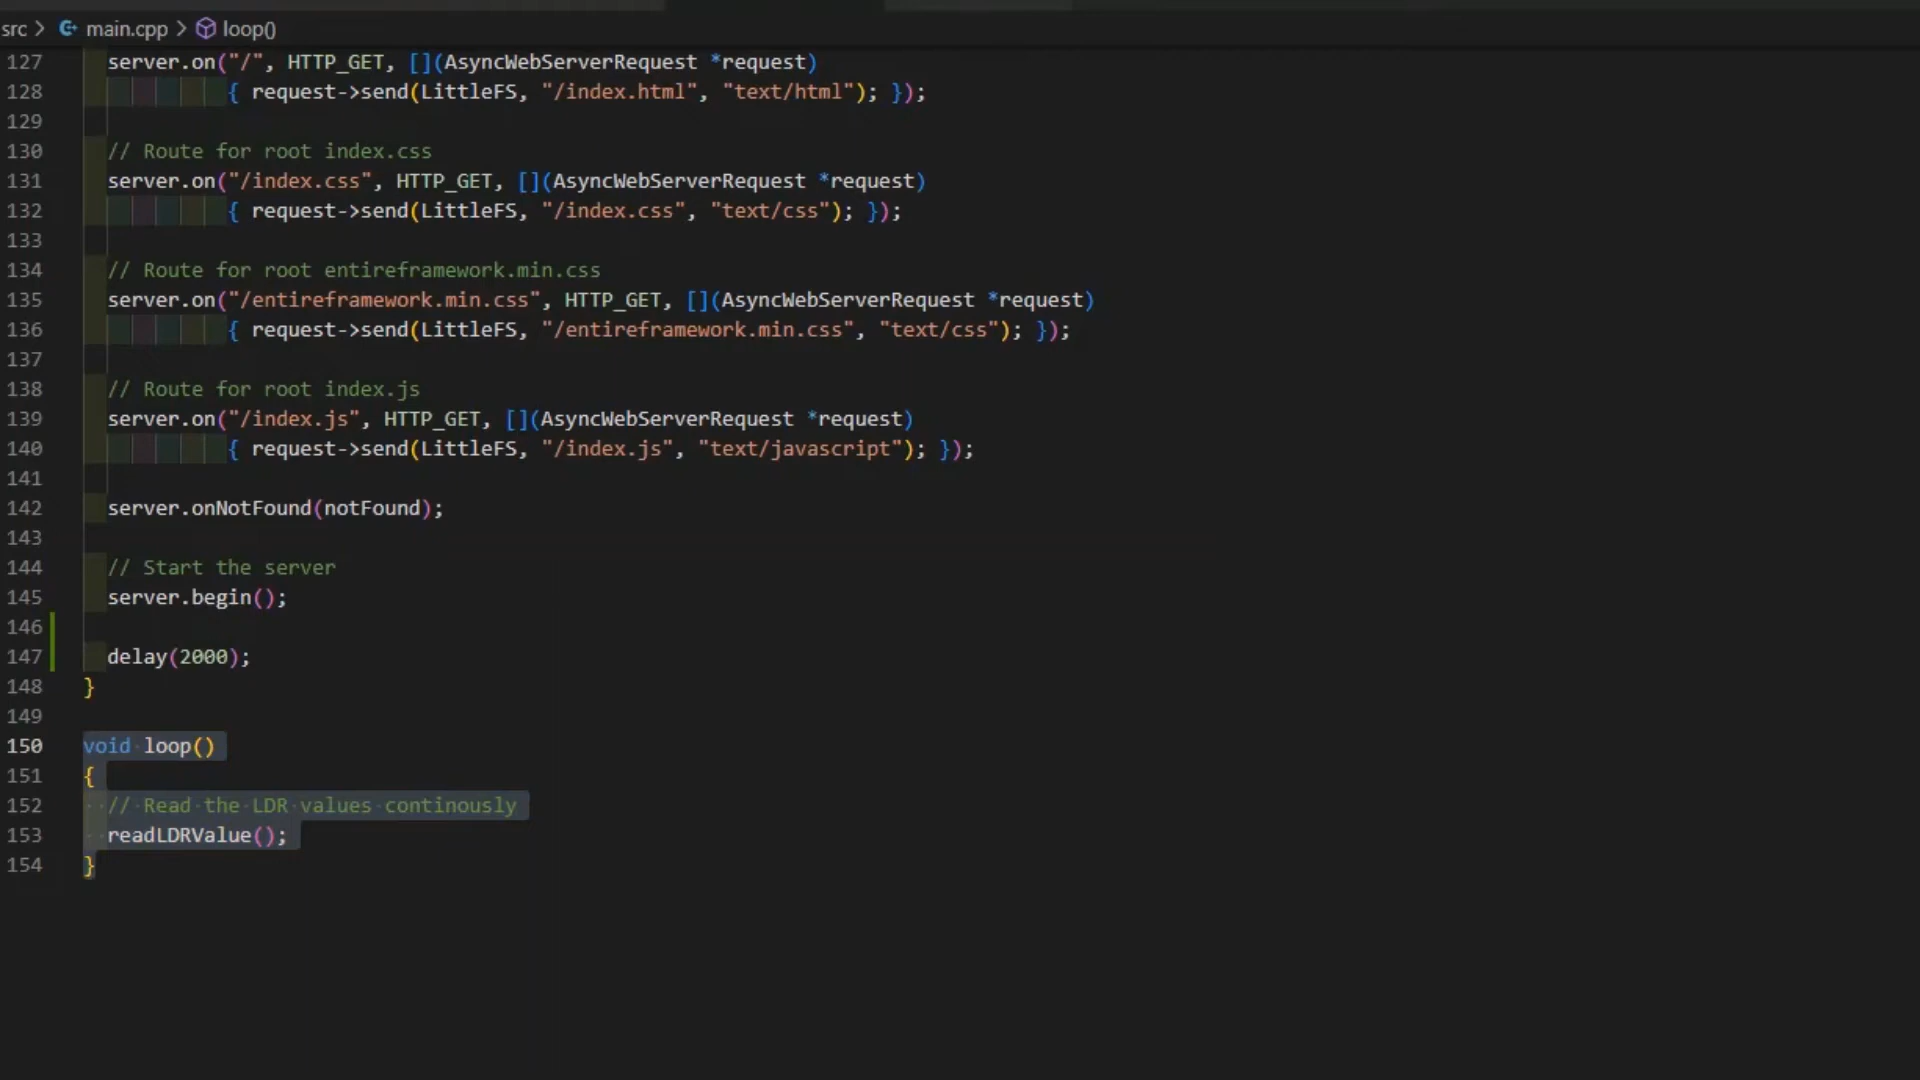 src > main.cpp > loop()
127 server.on("/", HTTP_GET, [](AsyncWebServerRequest *request)
128 { request->send(LittleFS, "/index.html", "text/html"); });
129
130 // Route for root index.css
131 server.on("/index.css", HTTP_GET, [](AsyncWebServerRequest *request)
132 { request->send(LittleFS, "/index.css", "text/css"); });
133
134 // Route for root entireframework.min.css
135 server.on("/entireframework.min.css", HTTP_GET, [](AsyncWebServerRequest *request)
136 { request->send(LittleFS, "/entireframework.min.css", "text/css"); });
137
138 // Route for root index.js
139 server.on("/index.js", HTTP_GET, [](AsyncWebServerRequest *request)
140 { request->send(LittleFS, "/index.js", "text/javascript"); });
141
142 server.onNotFound(notFound);
143
144 // Start the server
145 server.begin();
146
147 delay(2000);
148 }
149
150 void loop()
151 {
152 // Read the LDR values continously
153 readLDRValue();
154 }